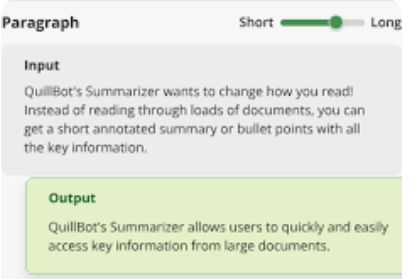 Paragraph
Short Long
Input
QuillBot's Summarizer wants to change how you read!
Instead of reading through loads of documents, you can
get a short annotated summary or bullet points with all
the key information.
Output
QuillBot's Summarizer allows users to quickly and easily
access key information from large documents.